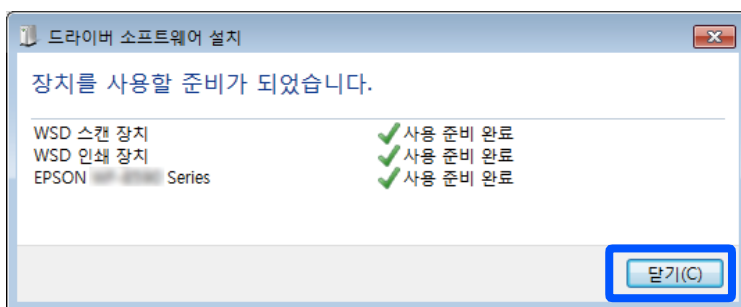 드라이버 소프트웨어 설치
장치를 사용할 준비가 되었습니다.
WSD 스캔 장치 사용 준비 완료
WSD 인쇄 장치 사용 준비 완료
EPSON Series 사용 준비 완료
닫기(C)